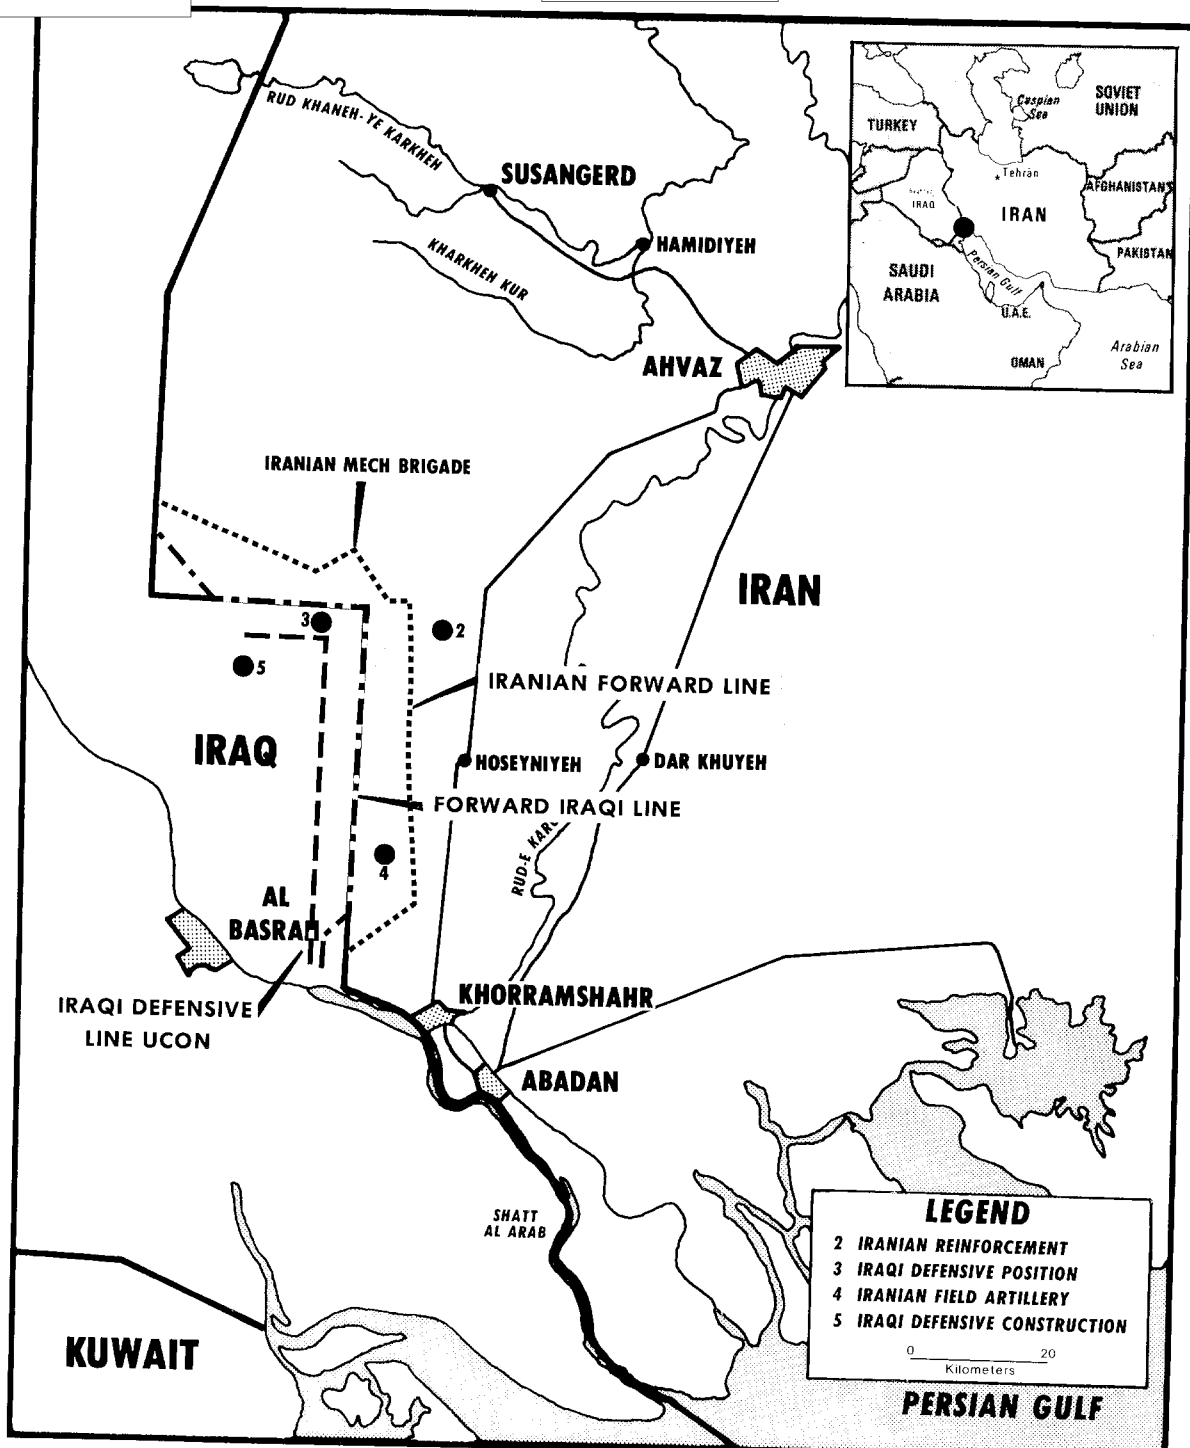 RUD KHANEH-YE KARKHEH
SUSANGERD
HAMIDIYEH
KHARKHEH KUR
AHVAZ
SOVIET
UNION
Caspian
Sea
TURKEY
Tehrān
AFGHANISTAN
IRAQ
IRAN
PAKISTAN
SAUDI
ARABIA
Persian Gulf
U.A.E.
OMAN
Arabian
Sea
IRANIAN MECH BRIGADE
IRAN
3
2
5
IRANIAN FORWARD LINE
IRAQ
HOSEYNIYEH
DAR KHUYEH
FORWARD IRAQI LINE
RUD-E
4
AL
BASRAH
IRAQI DEFENSIVE
LINE UCON
KHORRAMSHAHR
ABADAN
SHATT
AL ARAB
KUWAIT
LEGEND
2 IRANIAN REINFORCEMENT
3 IRAQI DEFENSIVE POSITION
4 IRANIAN FIELD ARTILLERY
5 IRAQI DEFENSIVE CONSTRUCTION
0 20
Kilometers
PERSIAN GULF